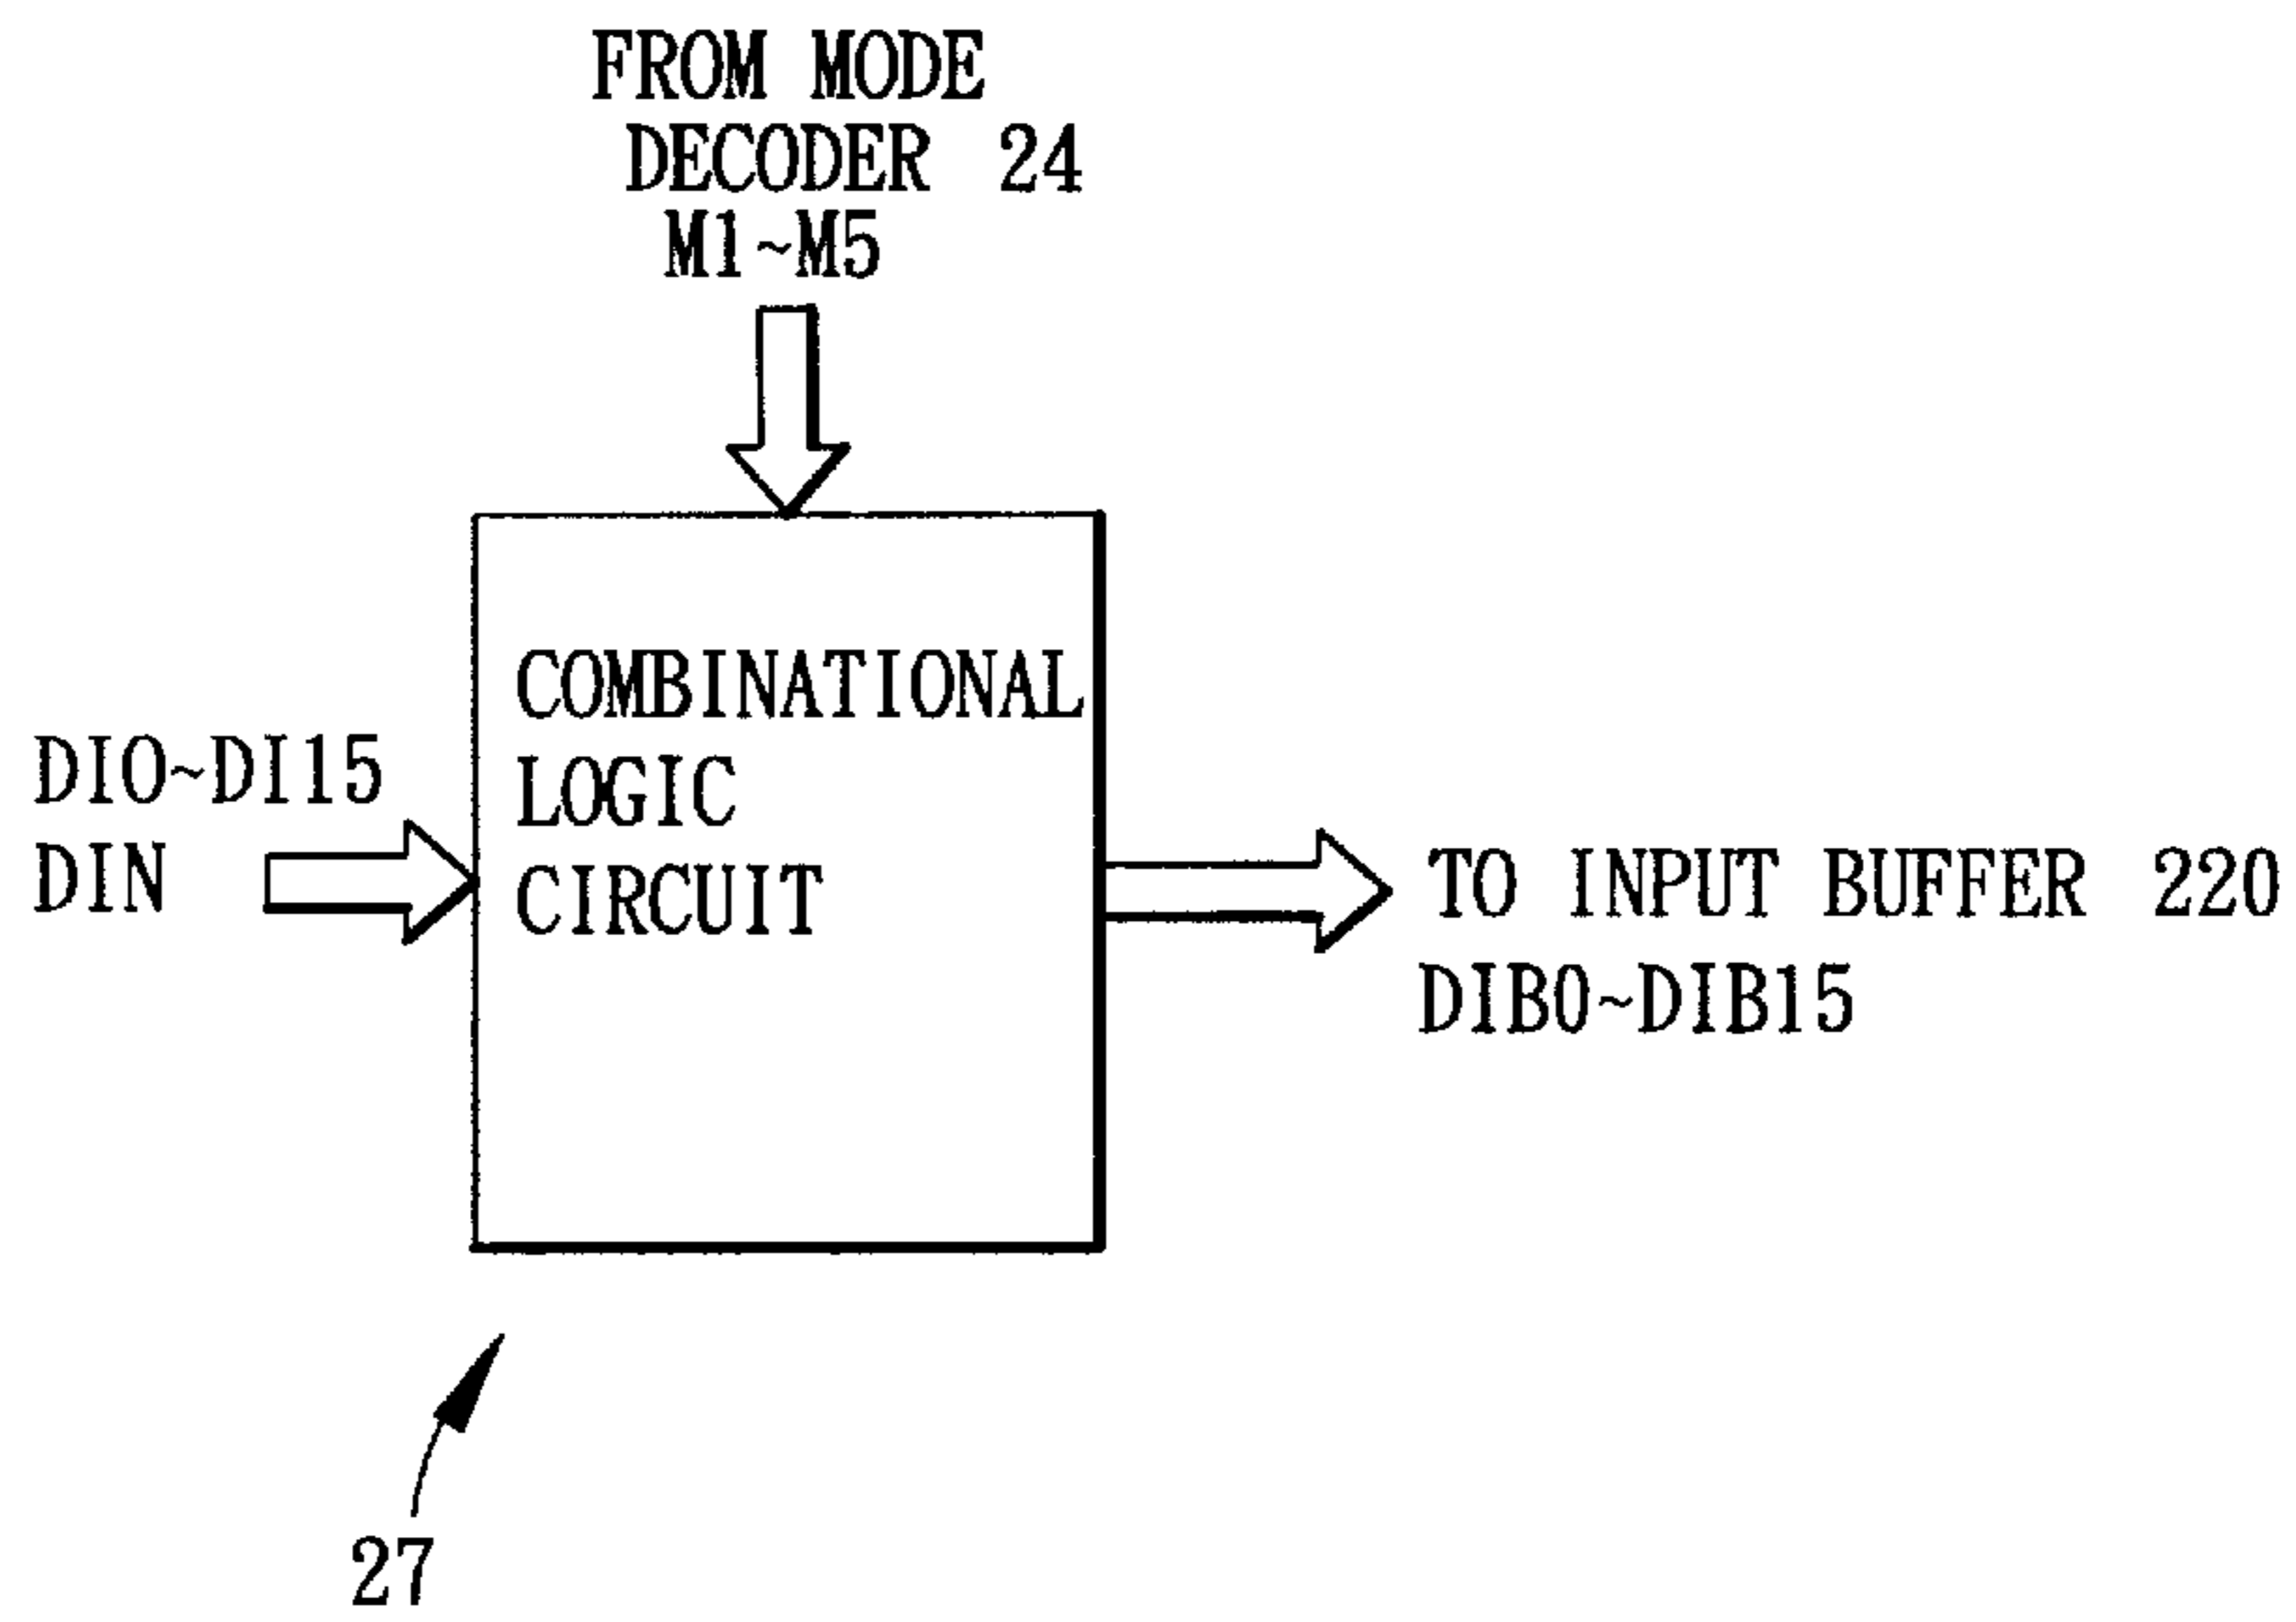 FROM MODE
DECODER 24
M1~M5
COMBINATIONAL
LOGIC
CIRCUIT
DI0~DI15
DIN
TO INPUT BUFFER 220
DIB0~DIB15
27